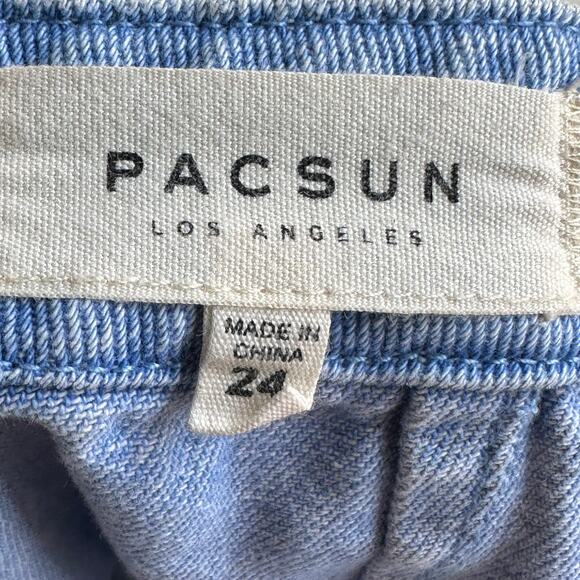 PACSUN
LOS ANGELES
MADE IN
CHINA
24